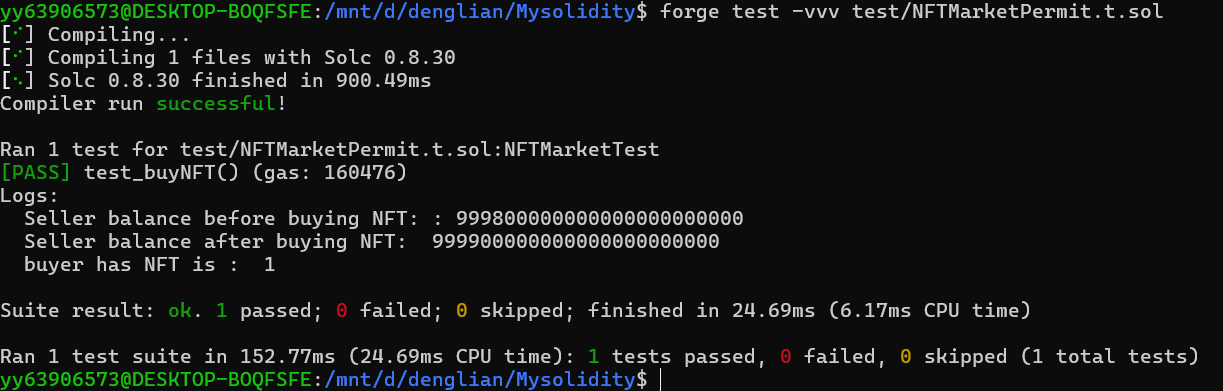 yy63906573@DESKTOP-BOQFSFE:/mnt/d/denglian/Mysolidity$ forge test -vvv test/NFTMarketPermit.t.sol
[⠊] Compiling...
[⠊] Compiling 1 files with Solc 0.8.30
[⠢] Solc 0.8.30 finished in 900.49ms
Compiler run successful!

Ran 1 test for test/NFTMarketPermit.t.sol:NFTMarketTest
[PASS] test_buyNFT() (gas: 160476)
Logs:
  Seller balance before buying NFT: : 999800000000000000000000
  Seller balance after buying NFT:  999900000000000000000000
  buyer has NFT is :  1

Suite result: ok. 1 passed; 0 failed; 0 skipped; finished in 24.69ms (6.17ms CPU time)

Ran 1 test suite in 152.77ms (24.69ms CPU time): 1 tests passed, 0 failed, 0 skipped (1 total tests)
yy63906573@DESKTOP-BOQFSFE:/mnt/d/denglian/Mysolidity$